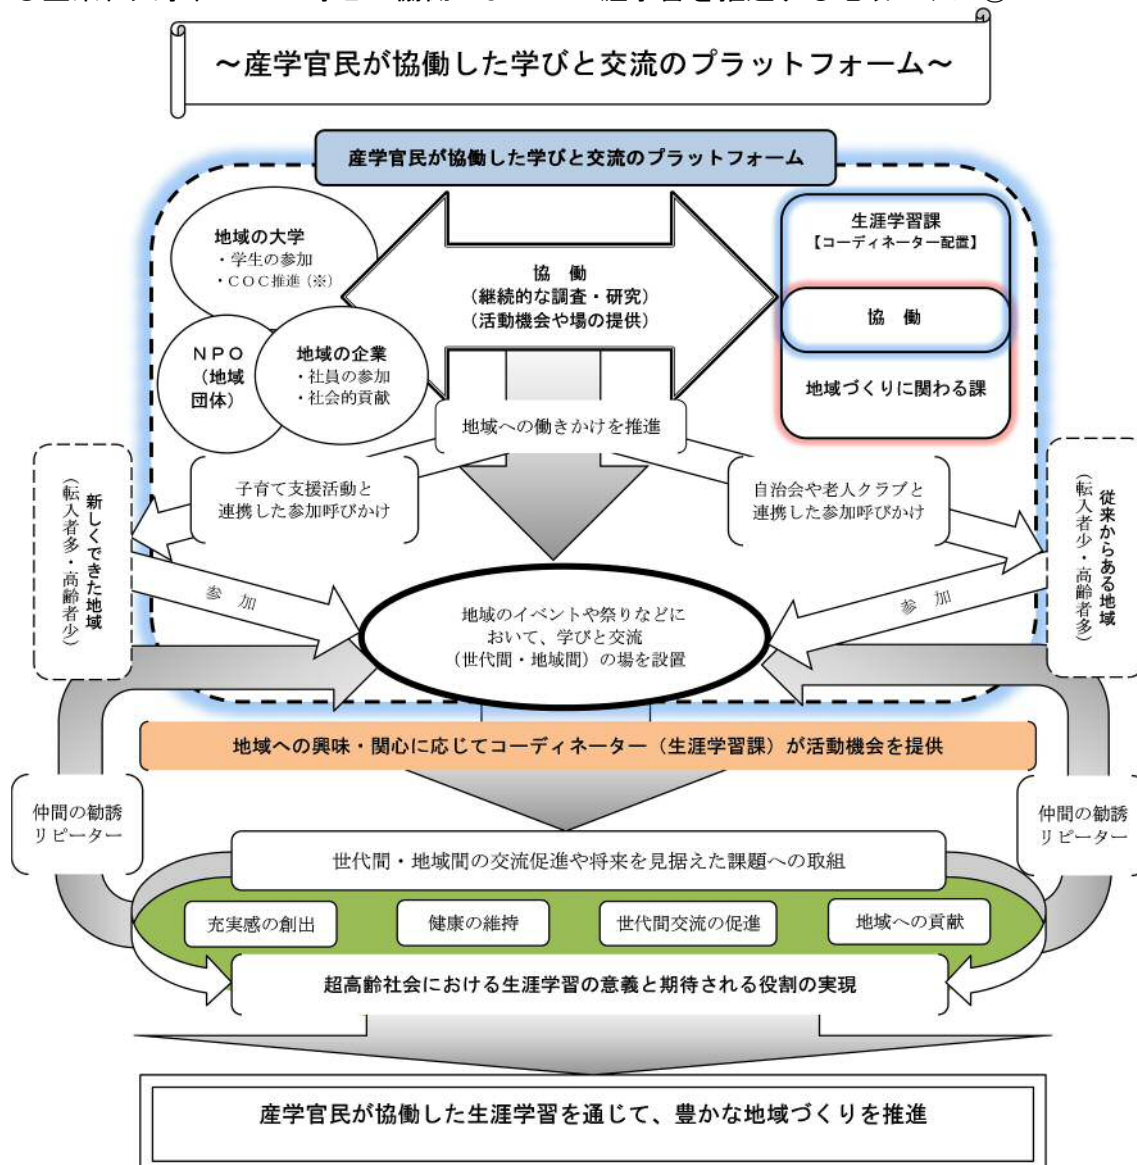 ～産学官民が協働した学びと交流のプラットフォーム～
産学官民が協働した学びと交流のプラットフォーム
地域の大学
・学生の参加
・ＣＯＣ推進（※）
ＮＰＯ
（地域
団体）
地域の企業
・社員の参加
・社会的貢献
協　働
（継続的な調査・研究）
（活動機会や場の提供）
生涯学習課
【コーディネーター配置】
協　働
地域づくりに関わる課
地域への働きかけを推進
子育て支援活動と
連携した参加呼びかけ
自治会や老人クラブと
連携した参加呼びかけ
新しくできた地域
（転入者多・高齢者少）
従来からある地域
（転入者少・高齢者多）
参　加
参　加
地域のイベントや祭りなどに
おいて、学びと交流
（世代間・地域間）の場を設置
地域への興味・関心に応じてコーディネーター（生涯学習課）が活動機会を提供
仲間の勧誘
リピーター
仲間の勧誘
リピーター
世代間・地域間の交流促進や将来を見据えた課題への取組
充実感の創出
健康の維持
世代間交流の促進
地域への貢献
超高齢社会における生涯学習の意義と期待される役割の実現
産学官民が協働した生涯学習を通じて、豊かな地域づくりを推進